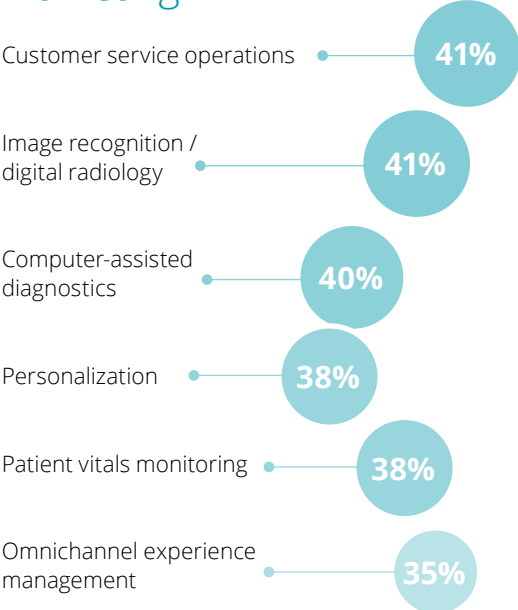 Customer service operations
41%
Image recognition /
digital radiology
41%
Computer-assisted
diagnostics
40%
Personalization
38%
Patient vitals monitoring
38%
Omnichannel experience
management
35%